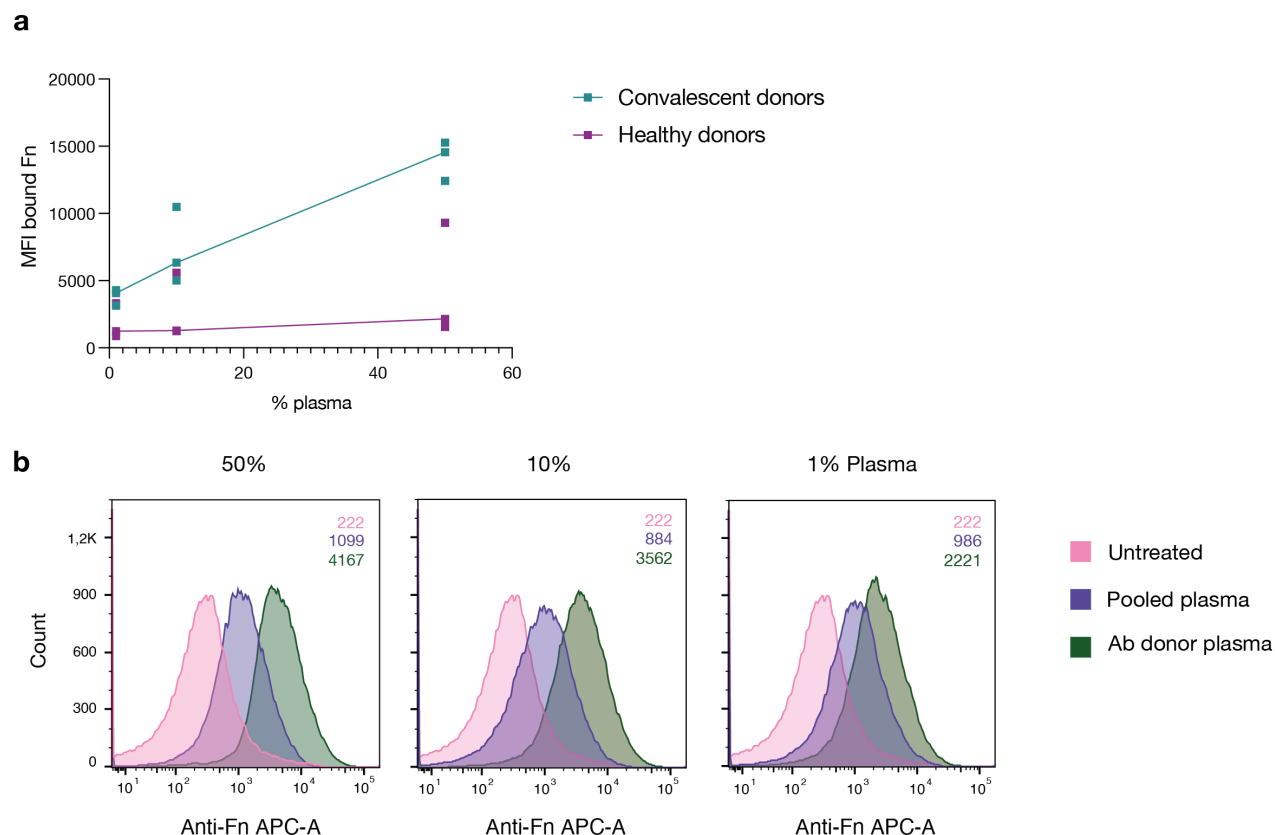 a
20000
15000
10000
5000
0
MFI bound Fn
0 20 40 60
% plasma
Convalescent donors
Healthy donors
b
50% 10% 1% Plasma
Count
1,2K
900
600
300
0
222
1099
4167
10¹ 10² 10³ 10⁴ 10⁵
Anti-Fn APC-A
222
884
3562
10¹ 10² 10³ 10⁴ 10⁵
Anti-Fn APC-A
222
986
2221
10¹ 10² 10³ 10⁴ 10⁵
Anti-Fn APC-A
Untreated
Pooled plasma
Ab donor plasma